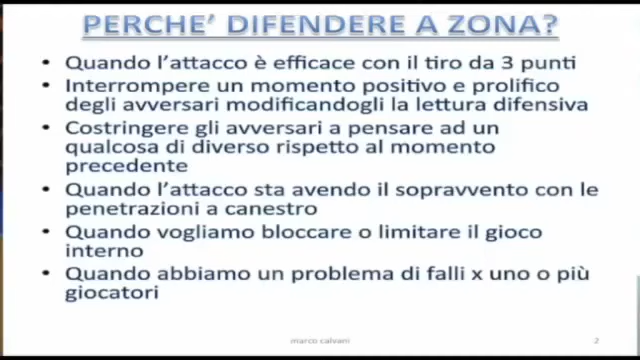 PERCHE' DIFENDERE A ZONA?
• Quando l'attacco è efficace con il tiro da 3 punti
• Interrompere un momento positivo e prolifico
degli avversari modificandogli la lettura difensiva
• Costringere gli avversari a pensare ad un
qualcosa di diverso rispetto al momento
precedente
• Quando l'attacco sta avendo il sopravvento con le
penetrazioni a canestro
• Quando vogliamo bloccare o limitare il gioco
interno
• Quando abbiamo un problema di falli x uno o più
giocatori
marco calvani
2